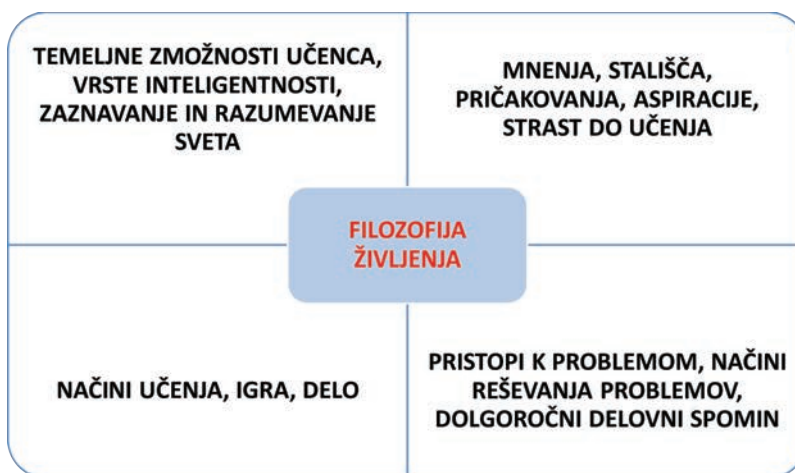 TEMELJNE ZMOŽNOSTI UČENCA,
VRSTE INTELIGENTNOSTI,
ZAZNAVANJE IN RAZUMEVANJE
SVETA
MNENJA, STALIŠČA,
PRIČAKOVANJA, ASPIRACIJE,
STRAST DO UČENJA
FILOZOFIJA
ŽIVLJENJA
NAČINI UČENJA, IGRA, DELO
PRISTOPI K PROBLEMOM, NAČINI
REŠEVANJA PROBLEMOV,
DOLGOROČNI DELOVNI SPOMIN